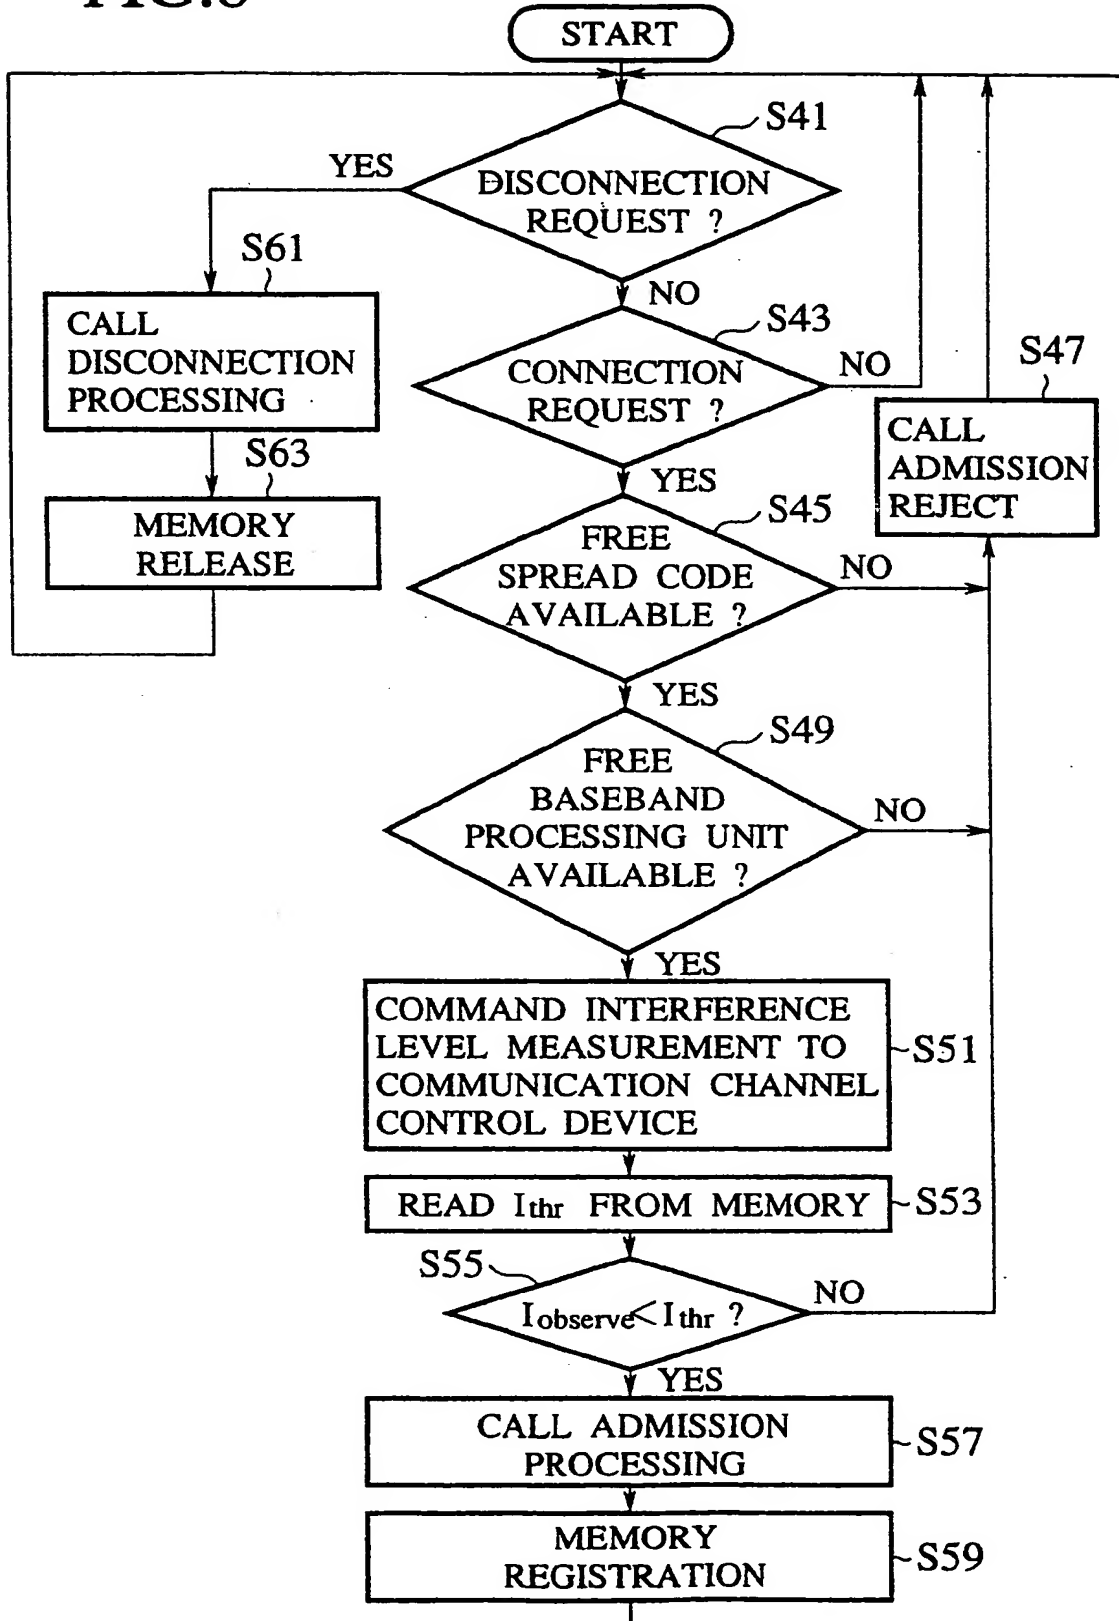 START
S41
YES
DISCONNECTION
REQUEST ?
S61
NO
CALL
DISCONNECTION
PROCESSING
S43
CONNECTION
REQUEST ?
NO
S47
CALL
ADMISSION
REJECT
S63
YES
MEMORY
RELEASE
S45
FREE
SPREAD CODE
AVAILABLE ?
NO
YES
S49
FREE
BASEBAND
PROCESSING UNIT
AVAILABLE ?
NO
YES
COMMAND INTERFERENCE
LEVEL MEASUREMENT TO
COMMUNICATION CHANNEL
CONTROL DEVICE
S51
READ Ithr FROM MEMORY
S53
S55
Iobserve<Ithr ?
NO
YES
CALL ADMISSION
PROCESSING
S57
MEMORY
REGISTRATION
S59